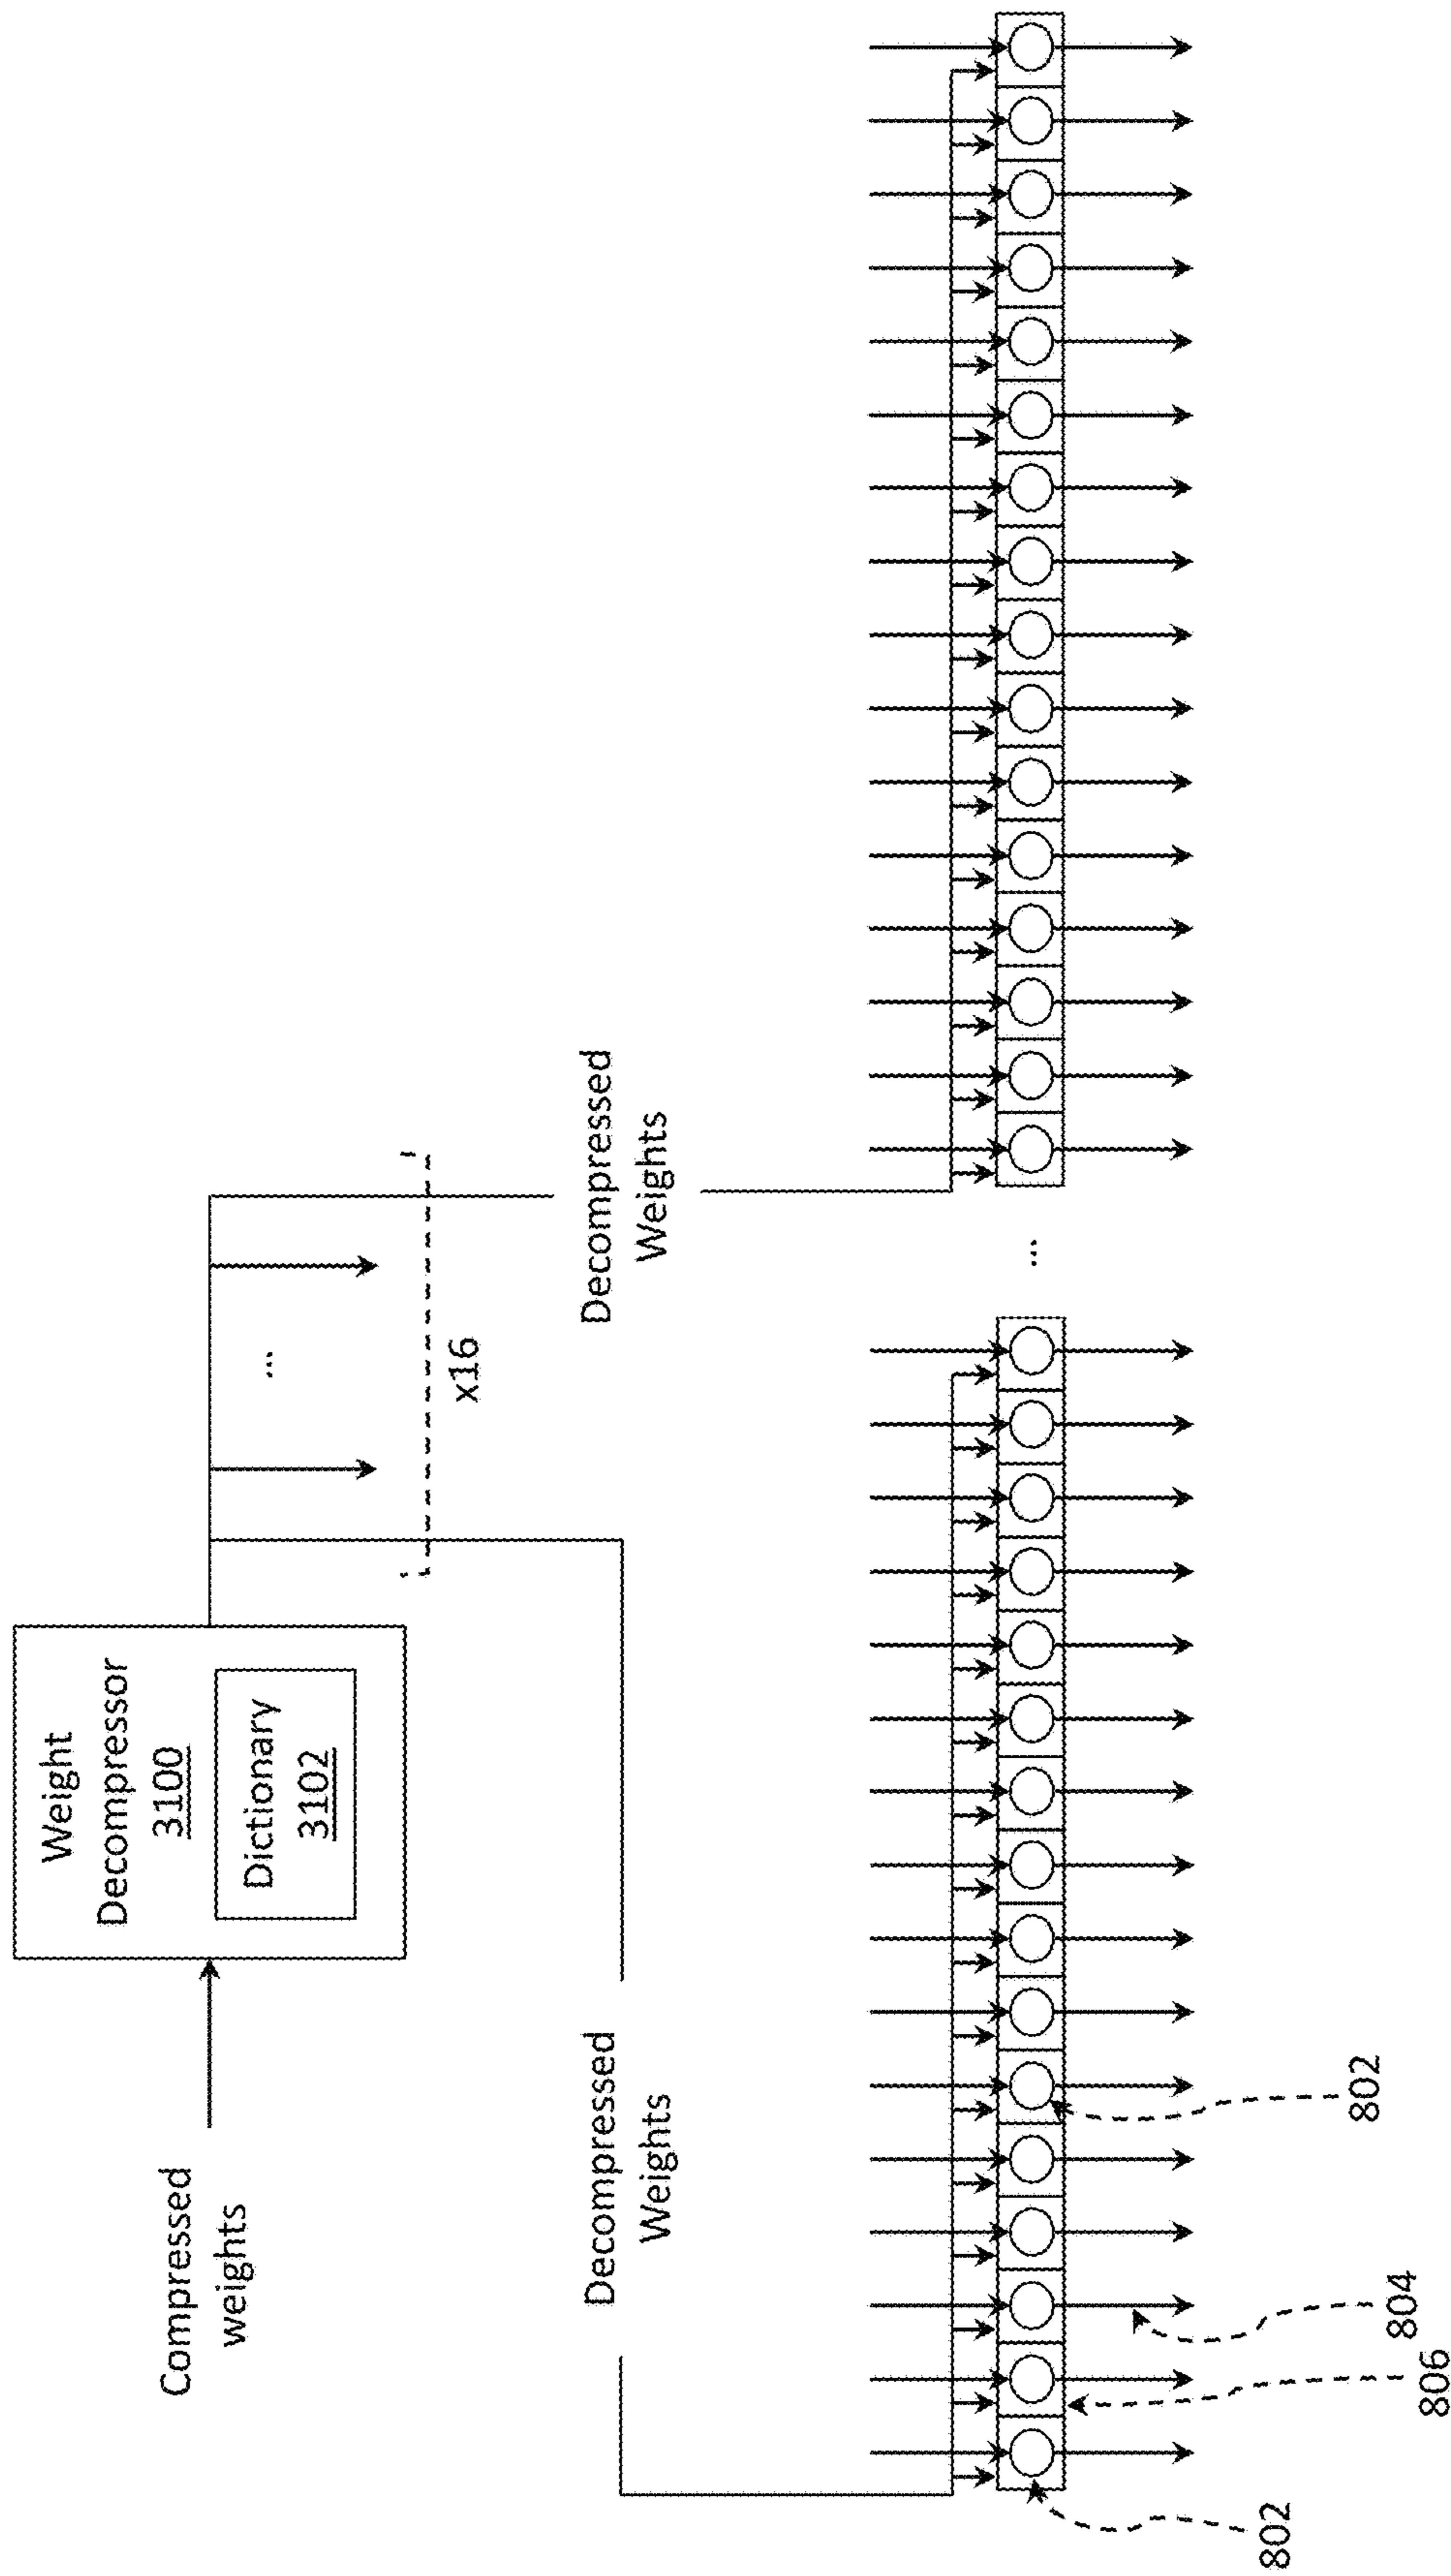 Compressed
weights
Weight
Decompressor
3100
Dictionary
3102
...
x16
Decompressed
Weights
Decompressed
Weights
...
802
806
804
802